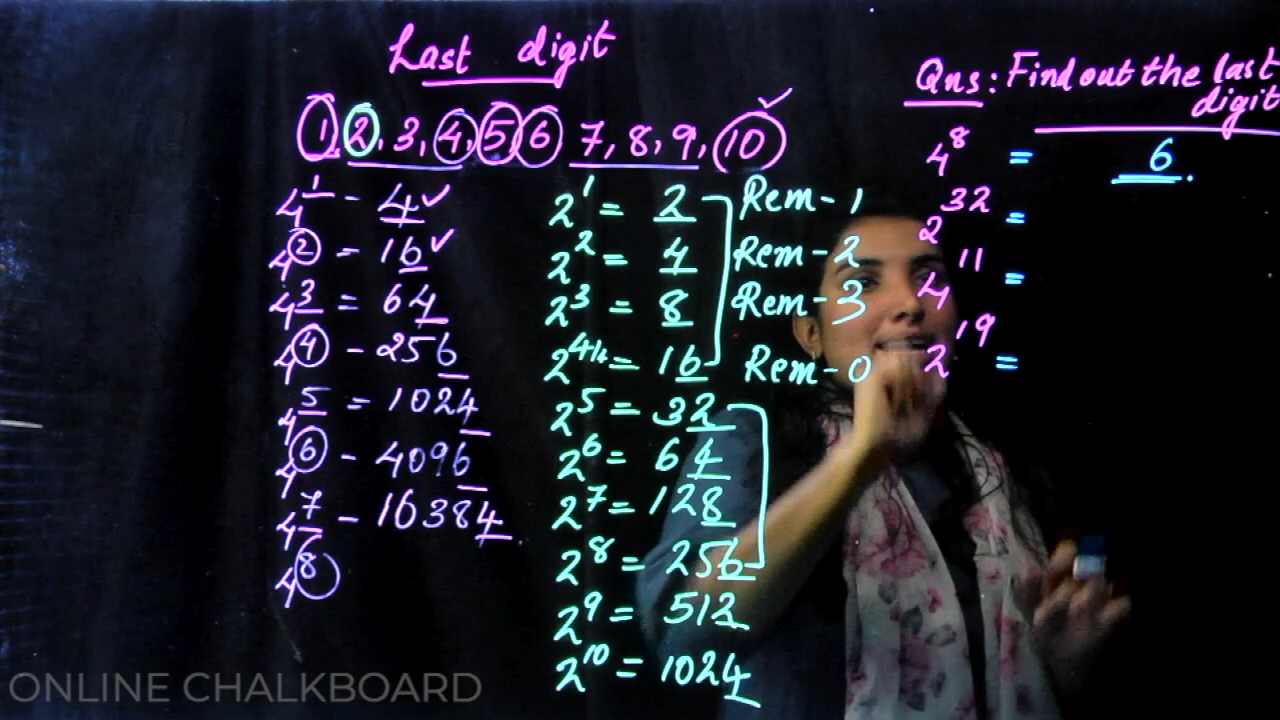 Last digit
1, 2, 3, 4, 5, 6 7, 8, 9, 10 ✓
4¹ - 4 ✓
4² = 16 ✓
4³ = 64
4⁴ - 256
4⁵ = 1024
4⁶ - 4096
4⁷ - 16384
4⁸
2¹ = 2 Rem - 1
2² = 4 Rem - 2
2³ = 8 Rem - 3
2⁴ = 16 Rem - 0
2⁵ = 32
2⁶ = 64
2⁷ = 128
2⁸ = 256
2⁹ = 512
2¹⁰ = 1024
Qns : Find out the last
digit
4⁸ = 6.
2³² =
4¹¹ =
2¹⁹ =
ONLINE CHALKBOARD